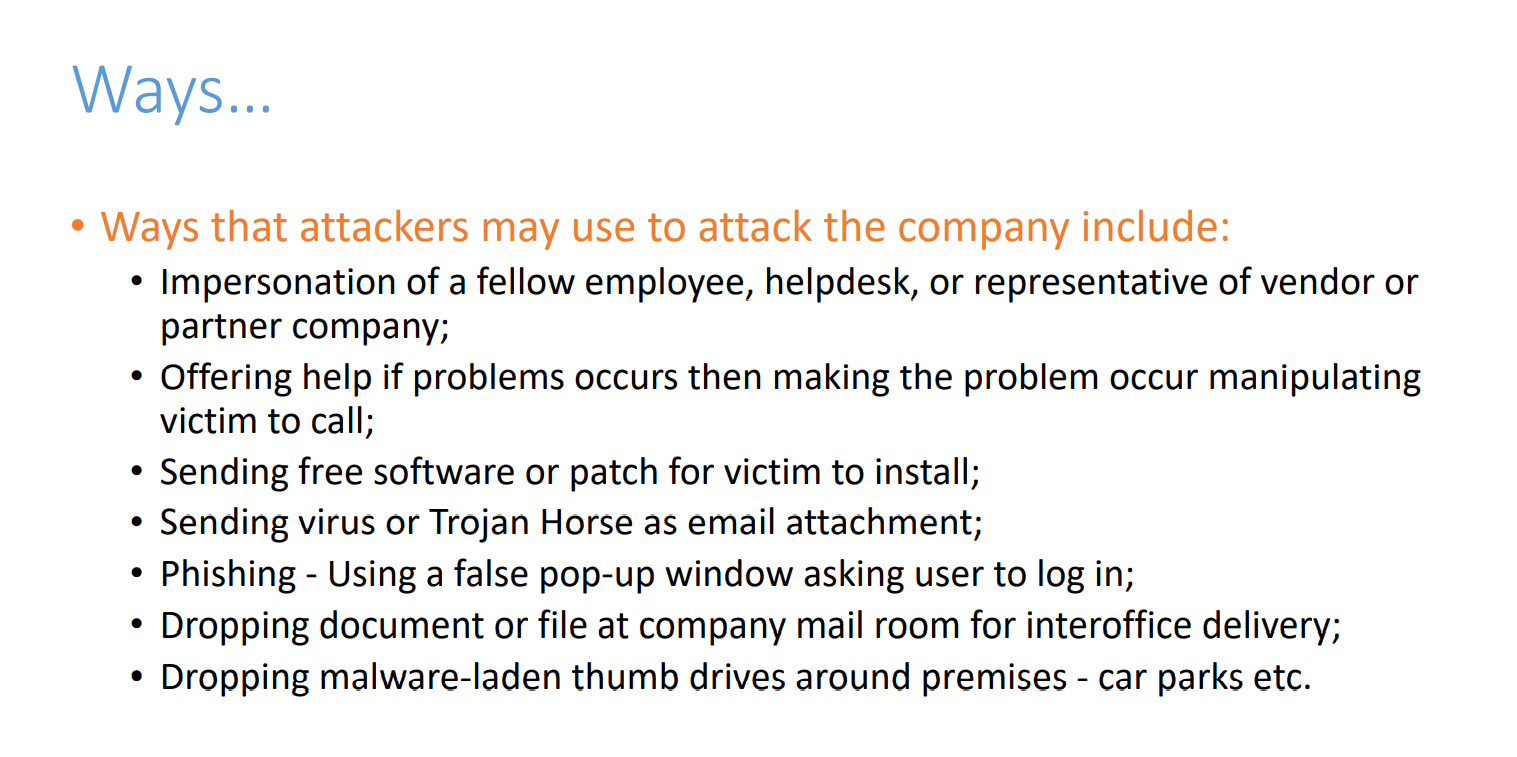 Ways...
• Ways that attackers may use to attack the company include:
• Impersonation of a fellow employee, helpdesk, or representative of vendor or
partner company;
• Offering help if problems occurs then making the problem occur manipulating
victim to call;
• Sending free software or patch for victim to install;
• Sending virus or Trojan Horse as email attachment;
• Phishing - Using a false pop-up window asking user to log in;
• Dropping document or file at company mail room for interoffice delivery;
• Dropping malware-laden thumb drives around premises - car parks etc.